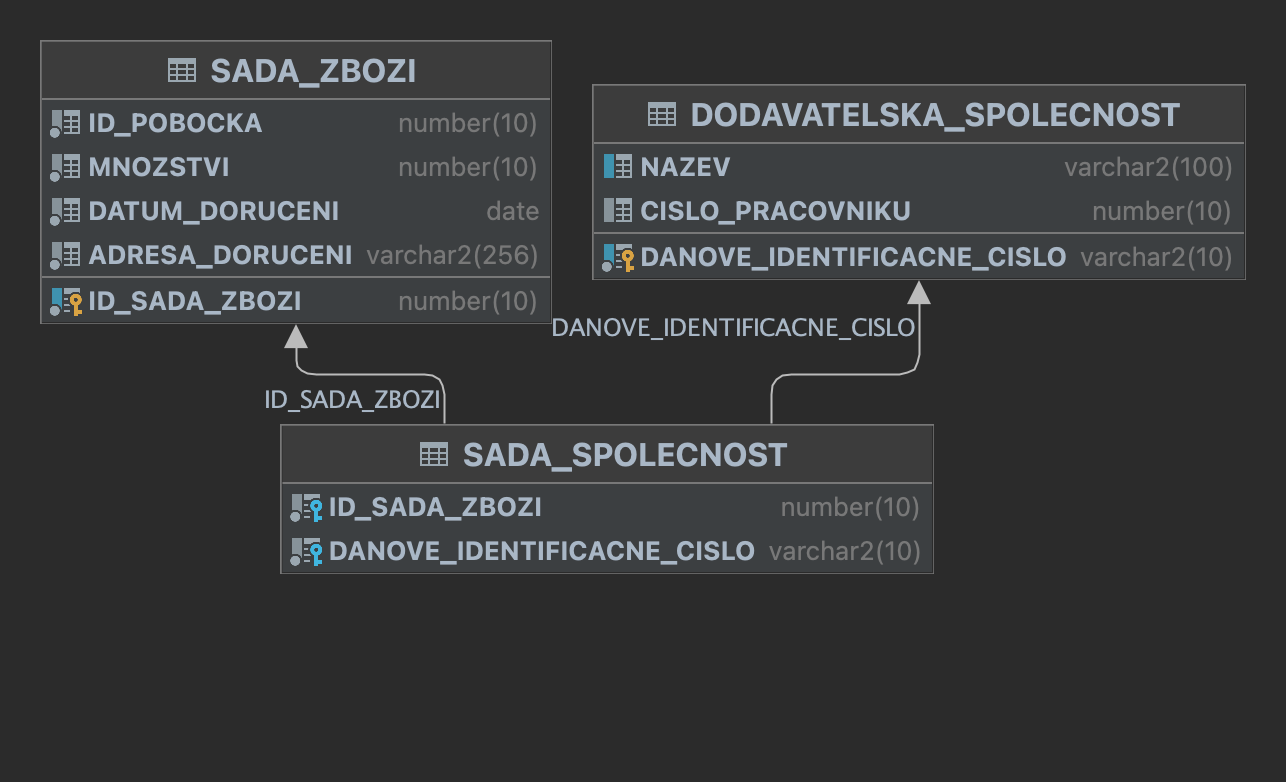 SADA_ZBOZI
ID_POBOCKA number(10)
MNOZSTVI number(10)
DATUM_DORUCENI date
ADRESA_DORUCENI varchar2(256)
ID_SADA_ZBOZI number(10)
DODAVATELSKA_SPOLECNOST
NAZEV varchar2(100)
CISLO_PRACOVNIKU number(10)
DANOVE_IDENTIFICACNE_CISLO varchar2(10)
DANOVE_IDENTIFICACNE_CISLO
ID_SADA_ZBOZI
SADA_SPOLECNOST
ID_SADA_ZBOZI number(10)
DANOVE_IDENTIFICACNE_CISLO varchar2(10)